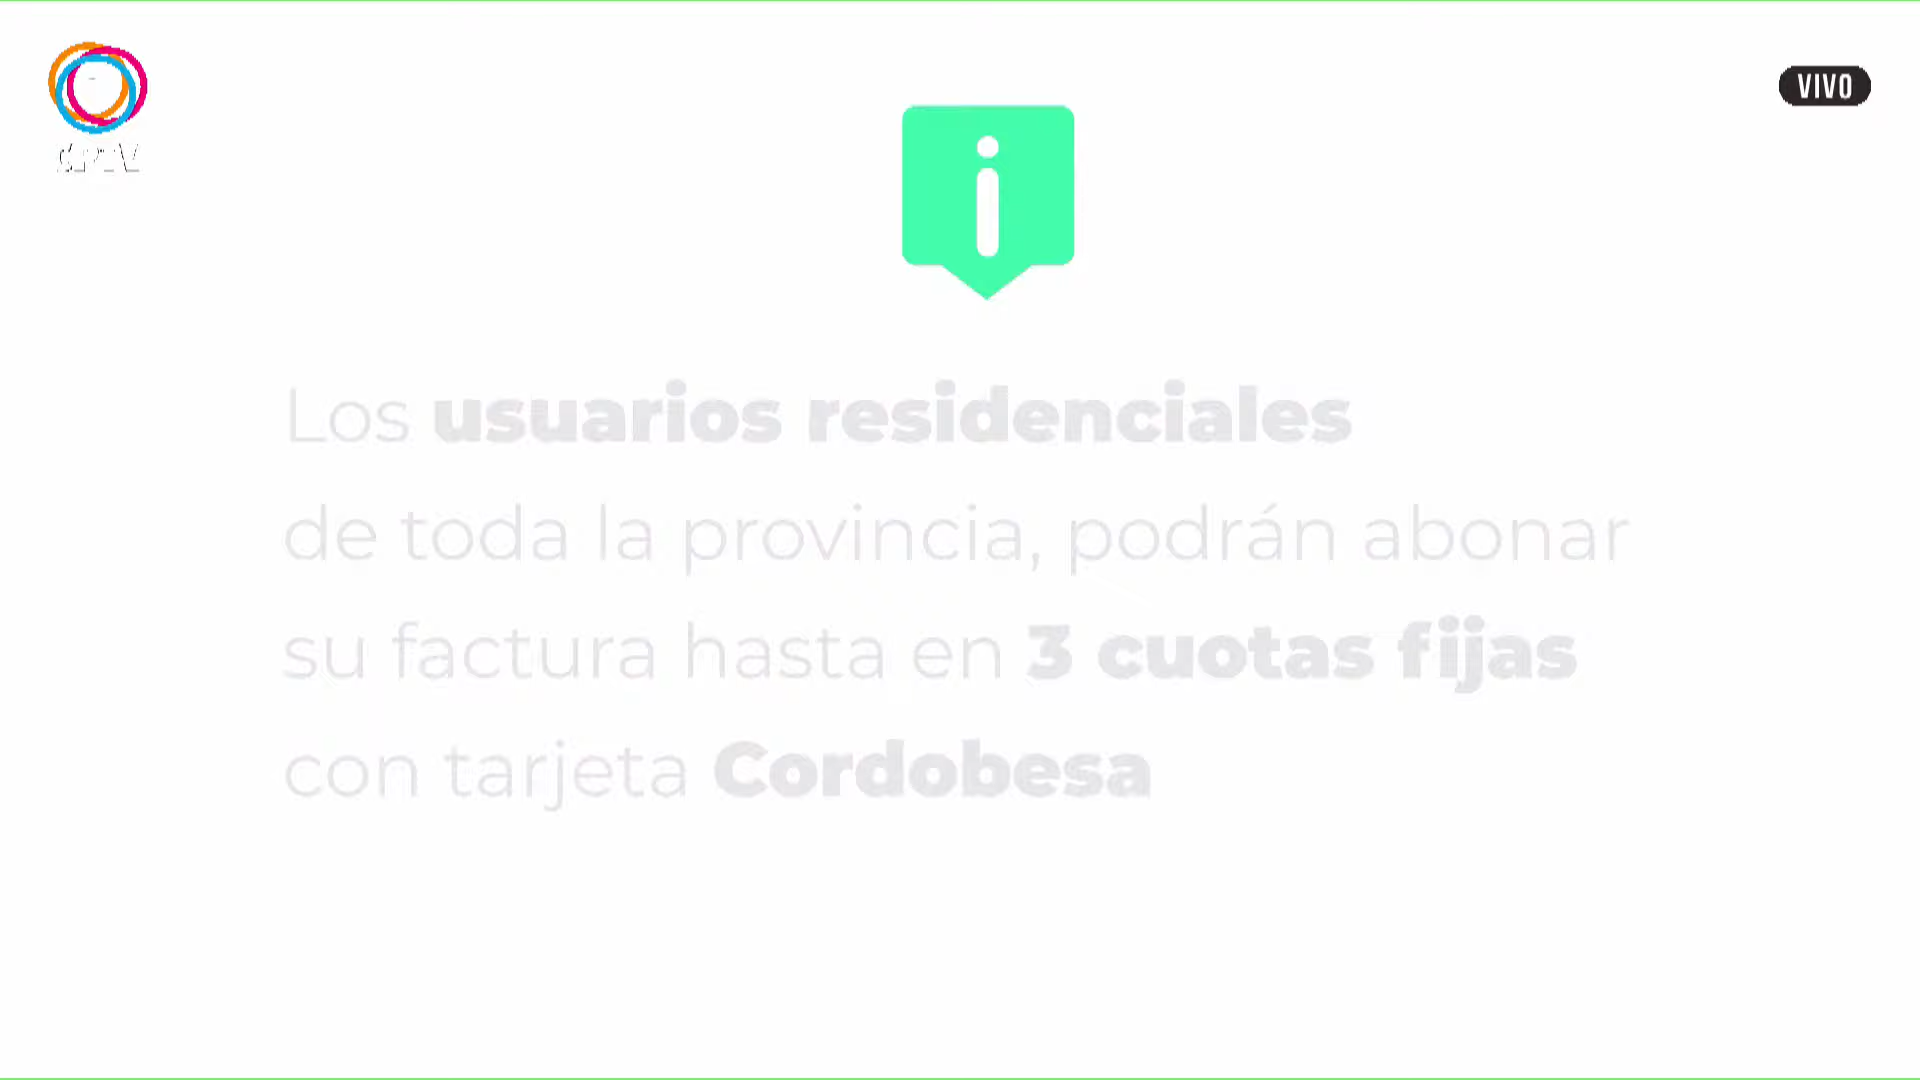 VIVO
i
Los usuarios residenciales
de toda la provincia, podrán abonar
su factura hasta en 3 cuotas fijas
con tarjeta Cordobesa